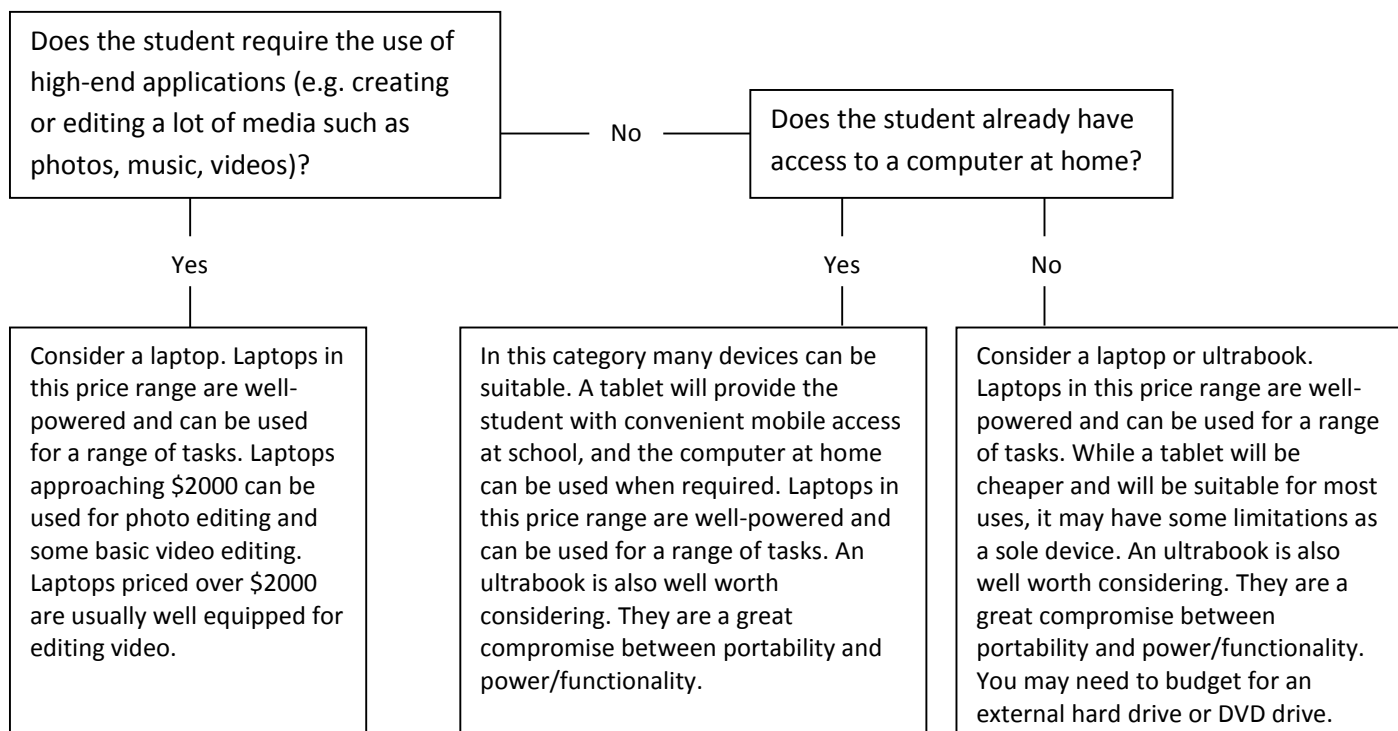 Does the student require the use of
high-end applications (e.g. creating
or editing a lot of media such as
photos, music, videos)?
No
Does the student already have
access to a computer at home?
Yes
Yes
No
Consider a laptop. Laptops in
this price range are well-
powered and can be used
for a range of tasks. Laptops
approaching $2000 can be
used for photo editing and
some basic video editing.
Laptops priced over $2000
are usually well equipped for
editing video.
In this category many devices can be
suitable. A tablet will provide the
student with convenient mobile access
at school, and the computer at home
can be used when required. Laptops in
this price range are well-powered and
can be used for a range of tasks. An
ultrabook is also well worth
considering. They are a great
compromise between portability and
power/functionality.
Consider a laptop or ultrabook.
Laptops in this price range are well-
powered and can be used for a range
of tasks. While a tablet will be
cheaper and will be suitable for most
uses, it may have some limitations as
a sole device. An ultrabook is also
well worth considering. They are a
great compromise between
portability and power/functionality.
You may need to budget for an
external hard drive or DVD drive.